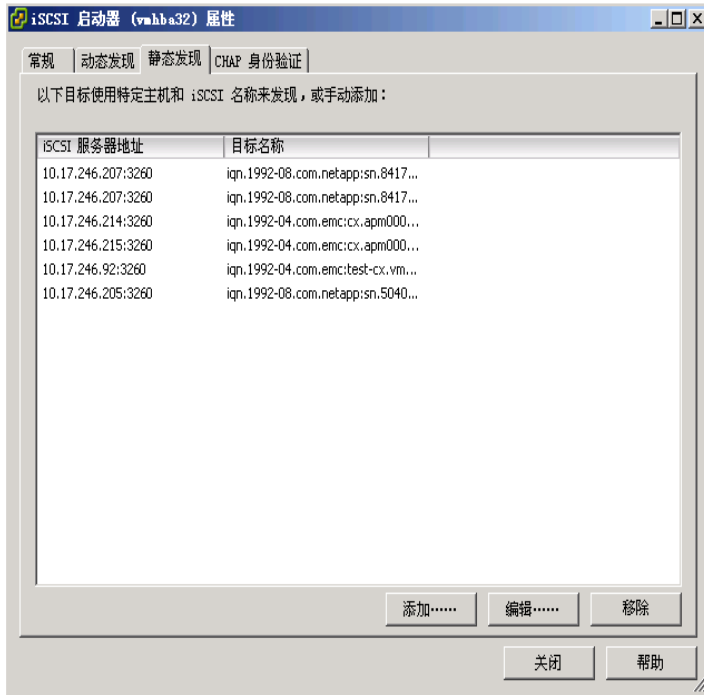 iSCSI 启动器 (vmhba32) 属性
常规 动态发现 静态发现 CHAP 身份验证
以下目标使用特定主机和 iSCSI 名称来发现，或手动添加：
iSCSI 服务器地址 目标名称
10.17.246.207:3260 iqn.1992-08.com.netapp:sn.8417...
10.17.246.207:3260 iqn.1992-08.com.netapp:sn.8417...
10.17.246.214:3260 iqn.1992-04.com.emc:cx.apm000...
10.17.246.215:3260 iqn.1992-04.com.emc:cx.apm000...
10.17.246.92:3260 iqn.1992-04.com.emc:test-cx.vm...
10.17.246.205:3260 iqn.1992-08.com.netapp:sn.5040...
添加…… 编辑…… 移除
关闭 帮助